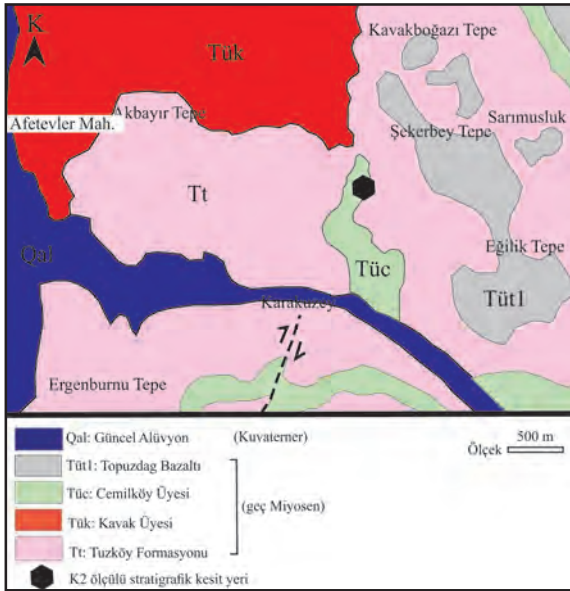 K
Kavakboğazı Tepe
Tük
Akbayır Tepe
Afetevler Mah.
Sarımusluk
Şekerbey Tepe
Tt
Qal
Tüc
Eğilik Tepe
Tüt1
Karaküzey
Ergenburnu Tepe
Qal: Güncel Alüvyon (Kuvaterner)
Ölçek 500 m
Tüt1: Topuzdag Bazaltı
Tüc: Cemilköy Üyesi
(geç Miyosen)
Tük: Kavak Üyesi
Tt: Tuzköy Formasyonu
K2 ölçülü stratigrafik kesit yeri